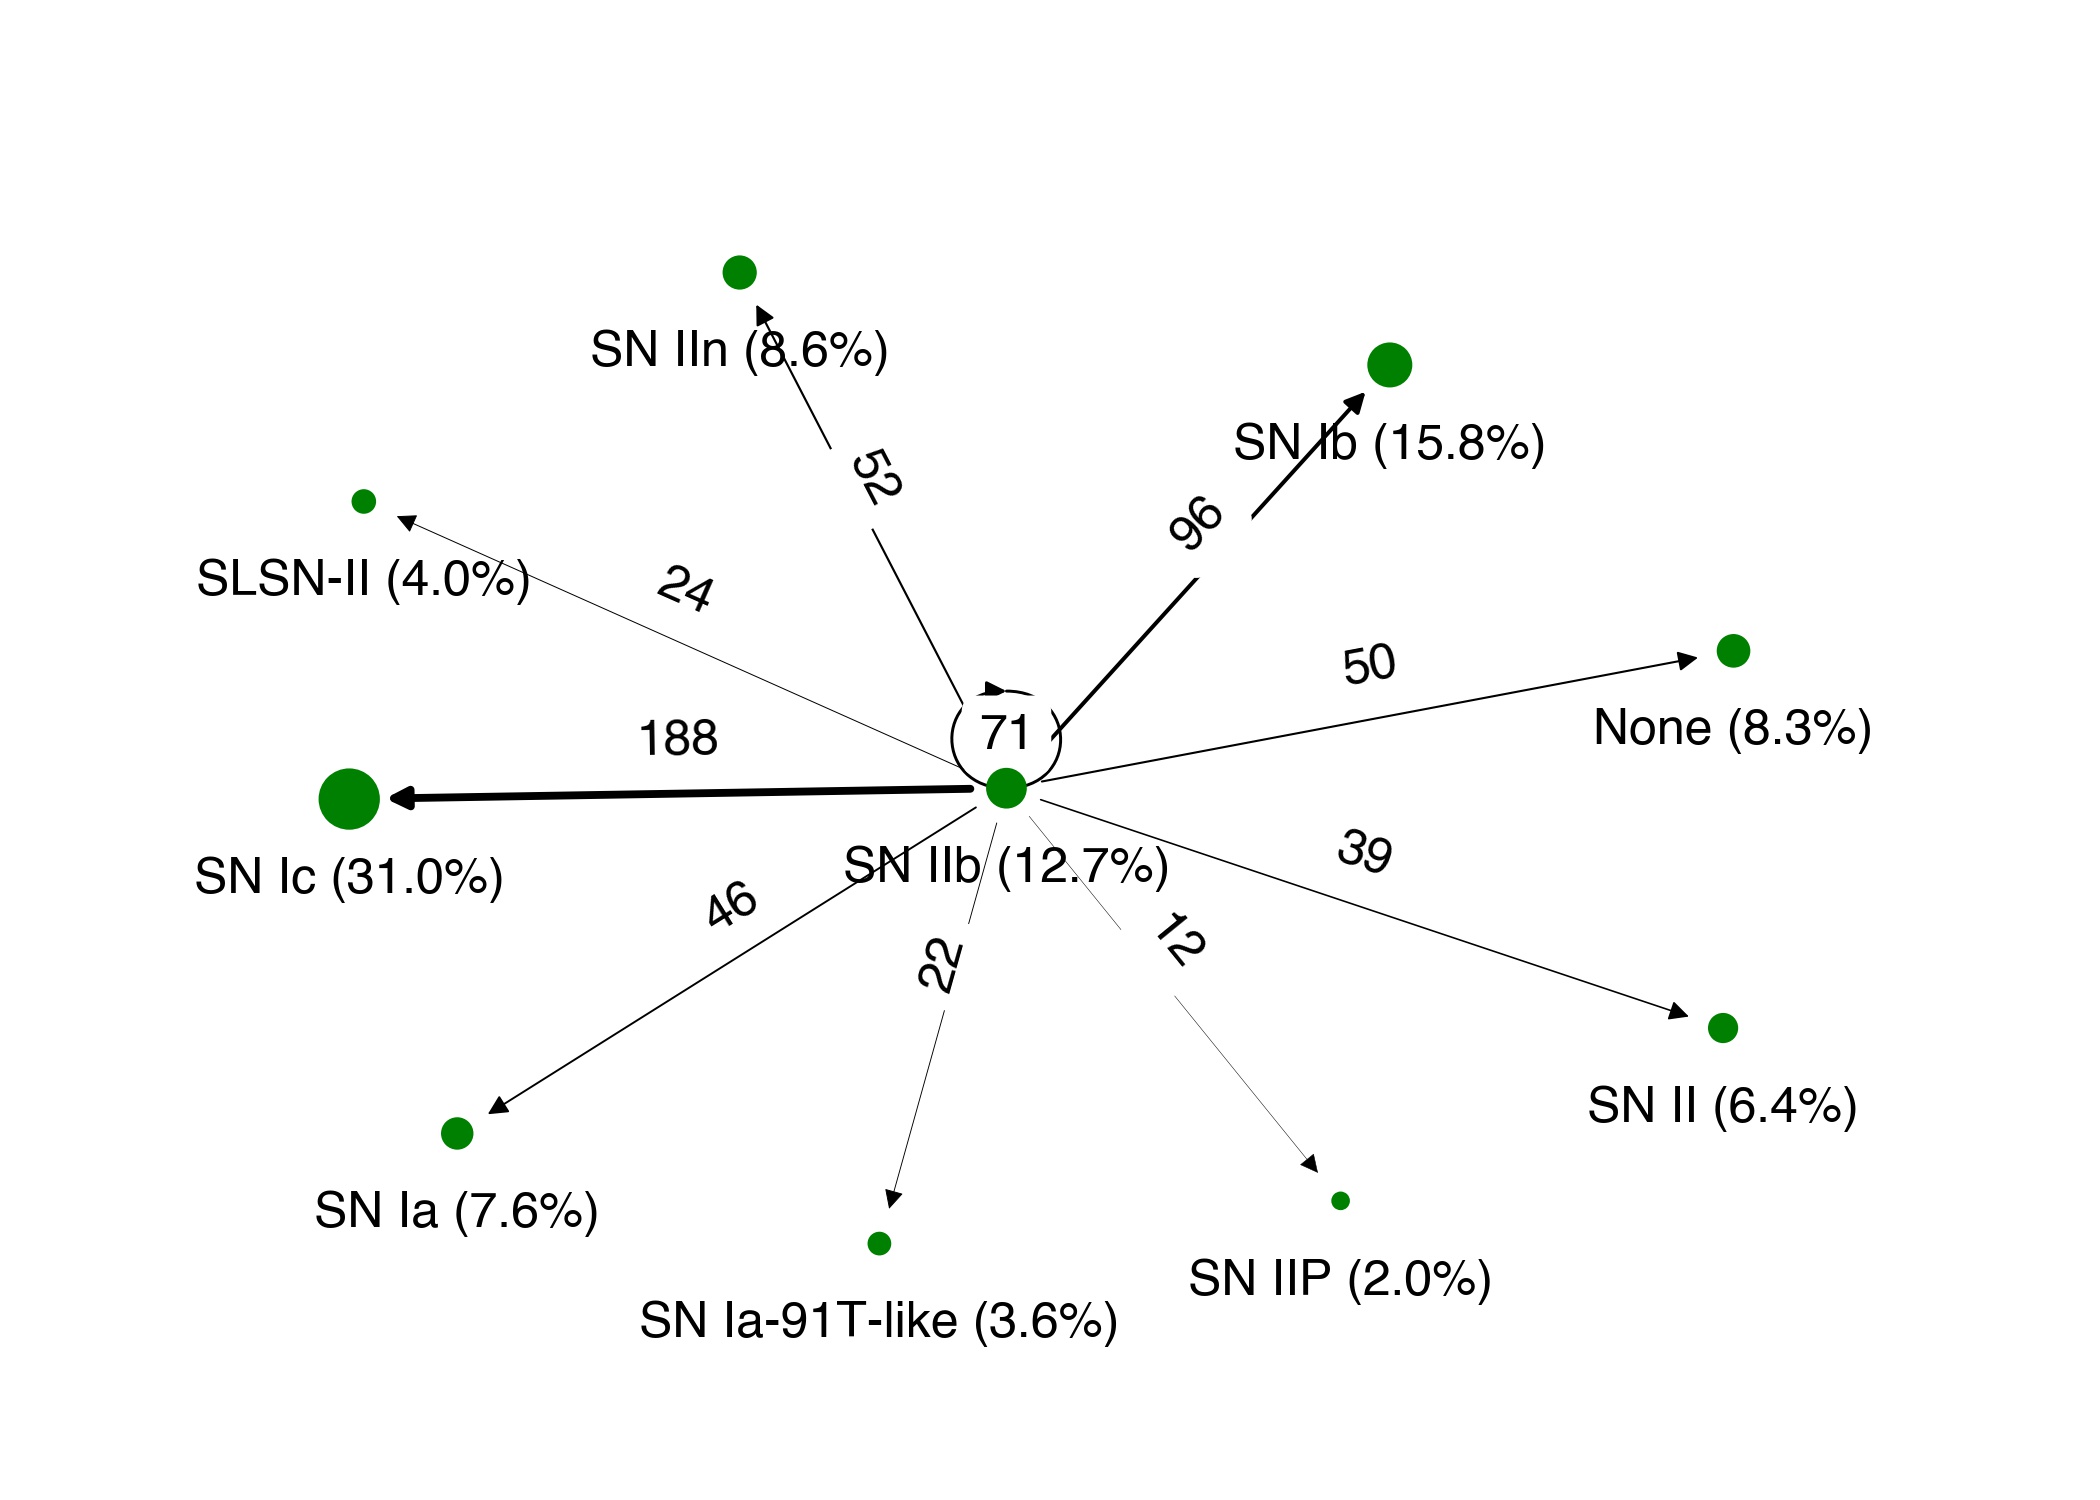 SN IIn (8.6%)
SN Ib (15.8%)
52
96
SLSN-II (4.0%)
24
50
None (8.3%)
71
188
SN Ic (31.0%)
SN IIb (12.7%)
39
46
22
12
SN II (6.4%)
SN Ia (7.6%)
SN IIP (2.0%)
SN Ia-91T-like (3.6%)